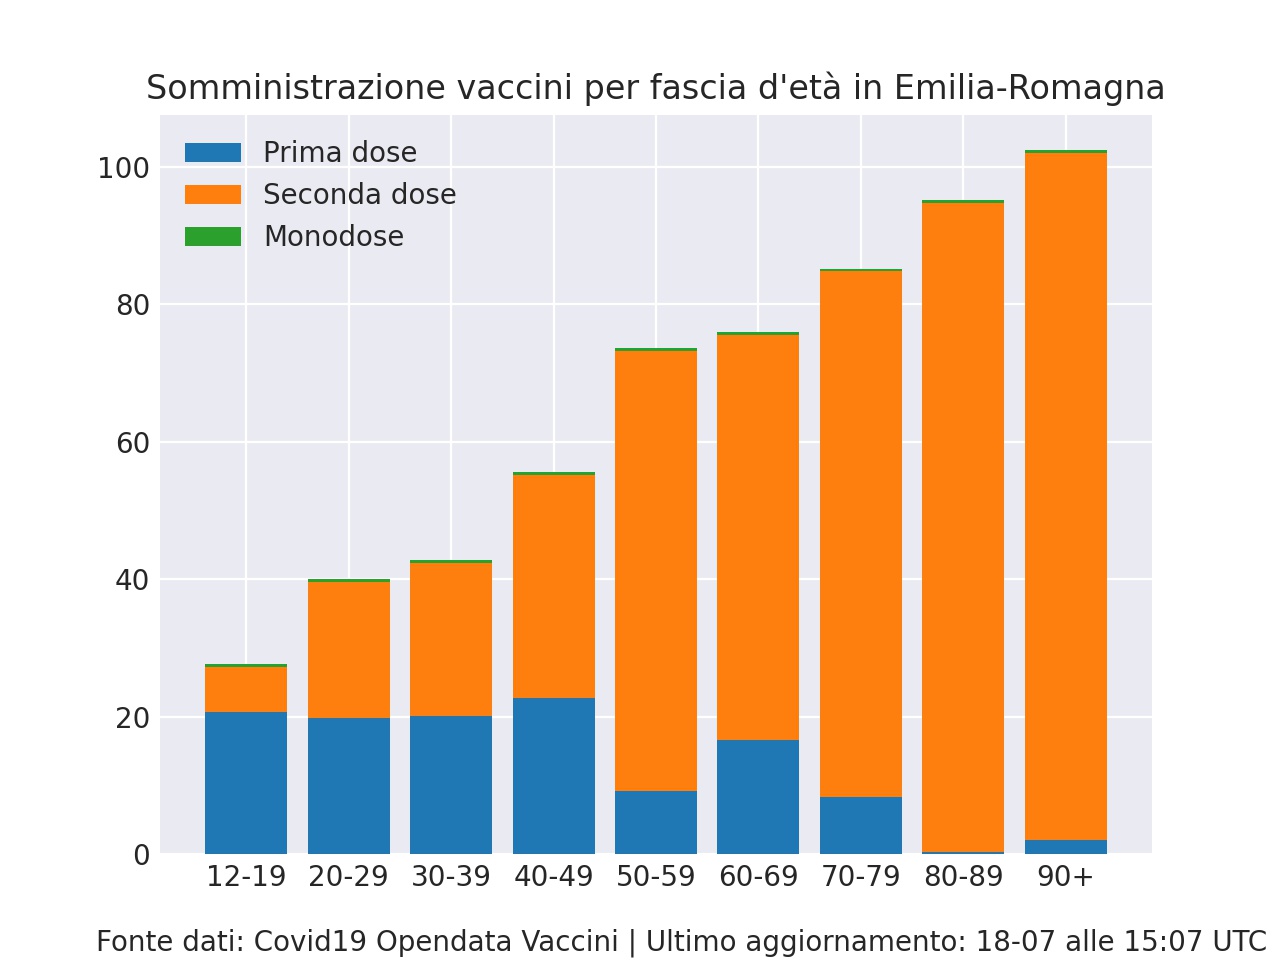 Somministrazione vaccini per fascia d'età in Emilia-Romagna
Prima dose
Seconda dose
Monodose
100
80
60
40
20
0
12-19 20-29 30-39 40-49 50-59 60-69 70-79 80-89 90+
Fonte dati: Covid19 Opendata Vaccini | Ultimo aggiornamento: 18-07 alle 15:07 UTC